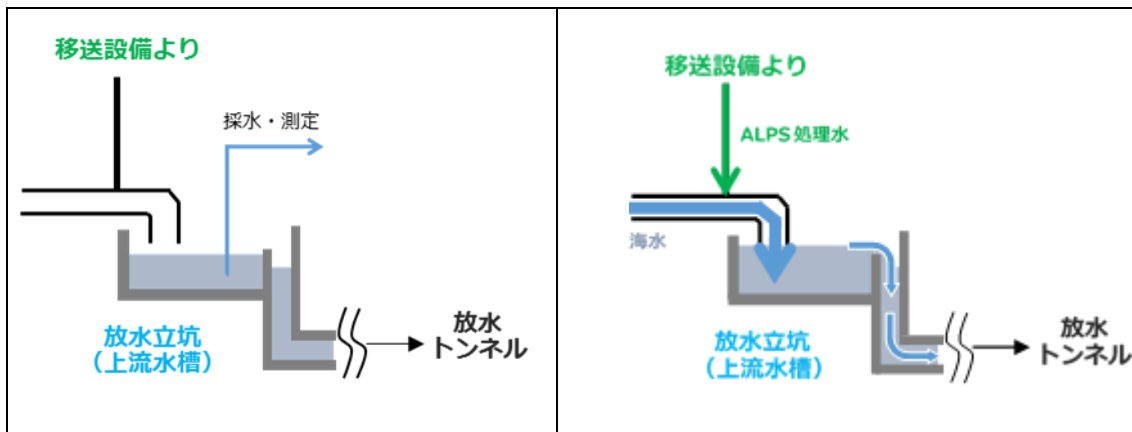 移送設備より
採水・測定
放水立坑
(上流水槽)
放水
トンネル
移送設備より
ALPS処理水
海水
放水立坑
(上流水槽)
放水
トンネル